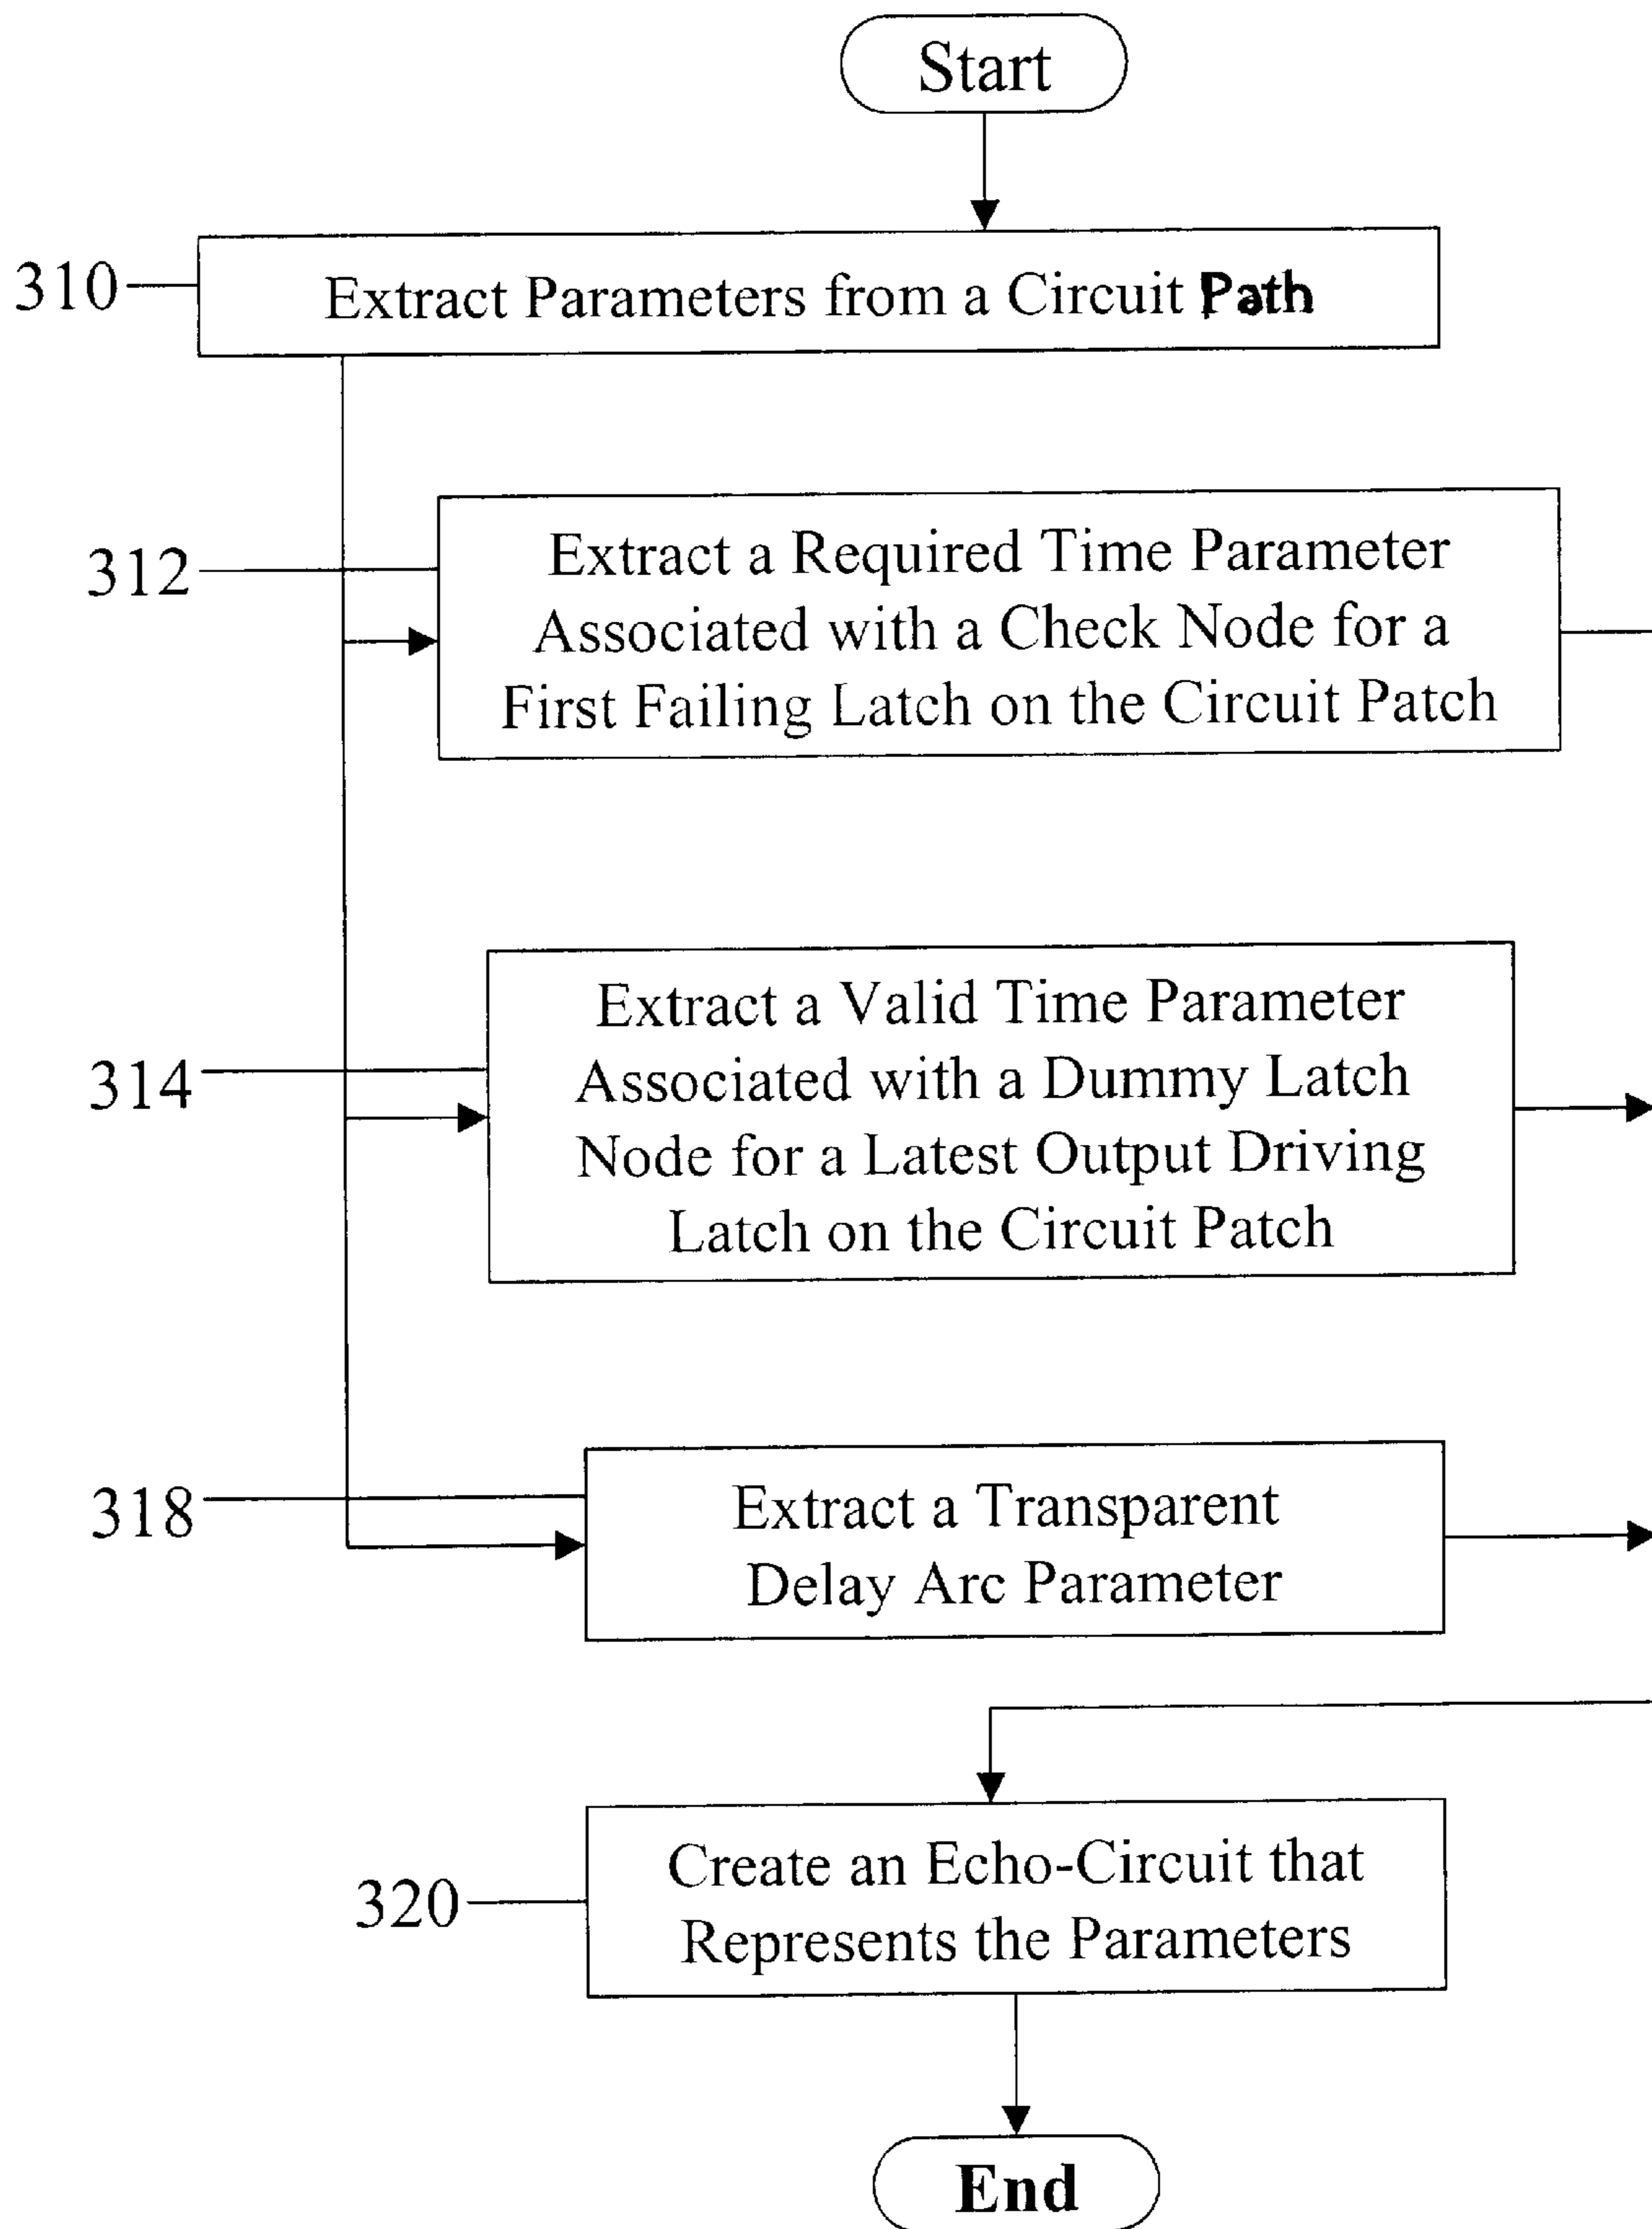 Start
310
Extract Parameters from a Circuit Path
312
Extract a Required Time Parameter
Associated with a Check Node for a
First Failing Latch on the Circuit Patch
314
Extract a Valid Time Parameter
Associated with a Dummy Latch
Node for a Latest Output Driving
Latch on the Circuit Patch
318
Extract a Transparent
Delay Arc Parameter
320
Create an Echo-Circuit that
Represents the Parameters
End